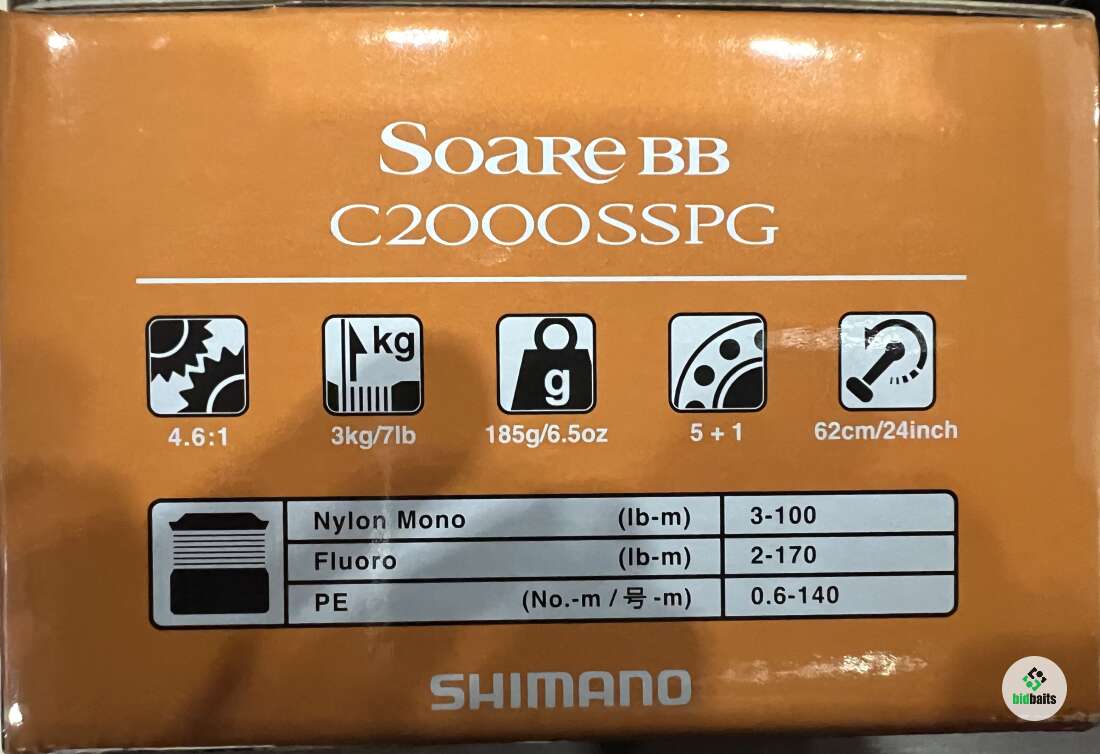 SoaRe BB
C2000SSPG
kg
g
4.6:1 3kg/7lb 185g/6.5oz 5 + 1 62cm/24inch
Nylon Mono (lb-m) 3-100
Fluoro (lb-m) 2-170
PE (No.-m / 号 -m) 0.6-140
SHIMANO
bidbaits